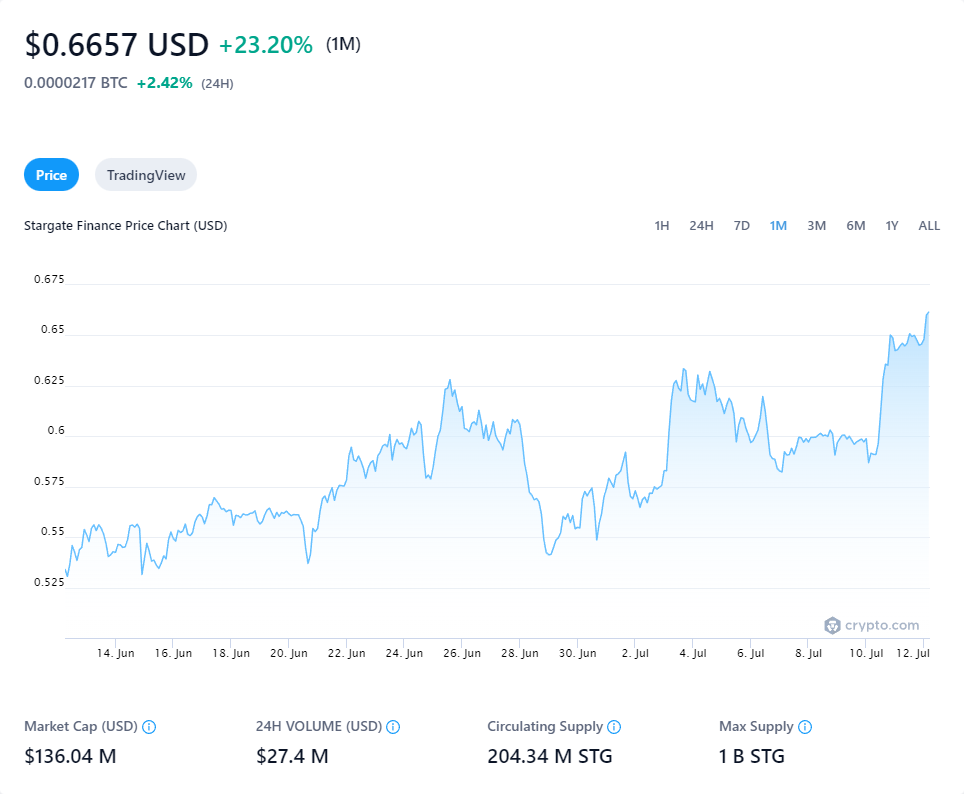 $0.6657 USD +23.20% (1M)
0.0000217 BTC +2.42% (24H)
Price TradingView
Stargate Finance Price Chart (USD) 1H 24H 7D 1M 3M 6M 1Y ALL
0.675
0.65
0.625
0.6
0.575
0.55
0.525
crypto.com
14. Jun 16. Jun 18. Jun 20. Jun 22. Jun 24. Jun 26. Jun 28. Jun 30. Jun 2. Jul 4. Jul 6. Jul 8. Jul 10. Jul 12. Jul
Market Cap (USD) 24H VOLUME (USD) Circulating Supply Max Supply
$136.04 M $27.4 M 204.34 M STG 1 B STG